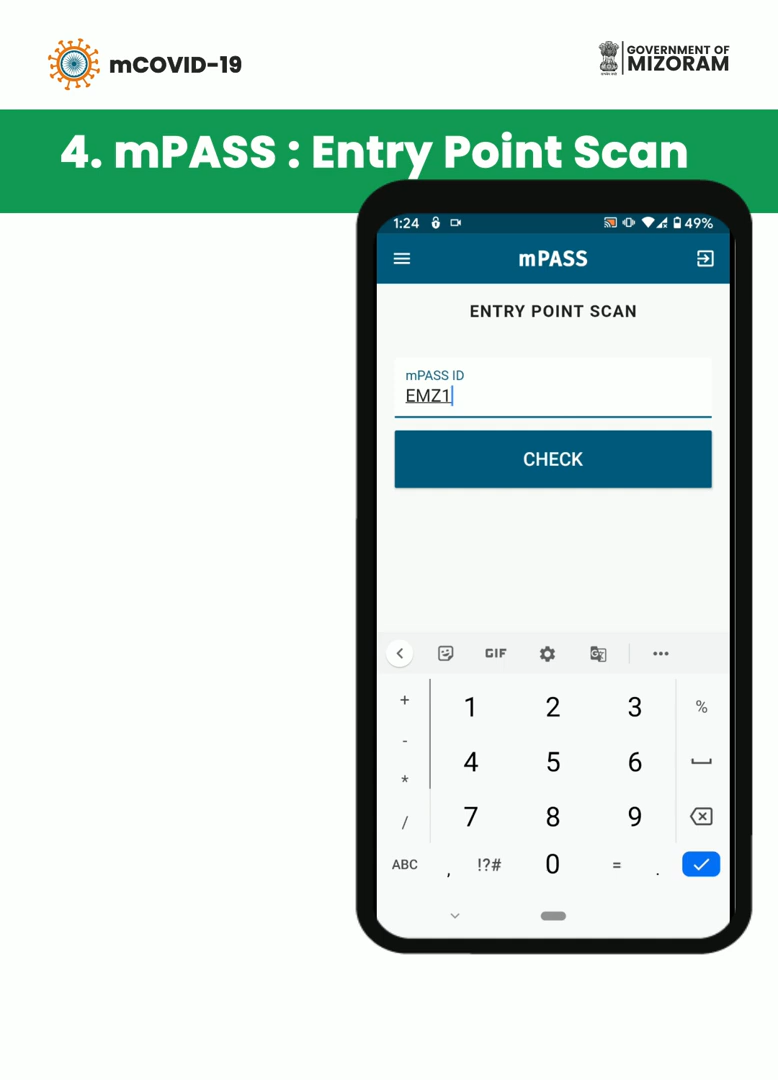 mCOVID-19
GOVERNMENT OF
MIZORAM
4. mPASS : Entry Point Scan
1:24
49%
mPASS
ENTRY POINT SCAN
mPASS ID
EMZ1
CHECK
GIF
+ 1 2 3 %
-
4 5 6
*
7 8 9
/
ABC , !?# 0 = .